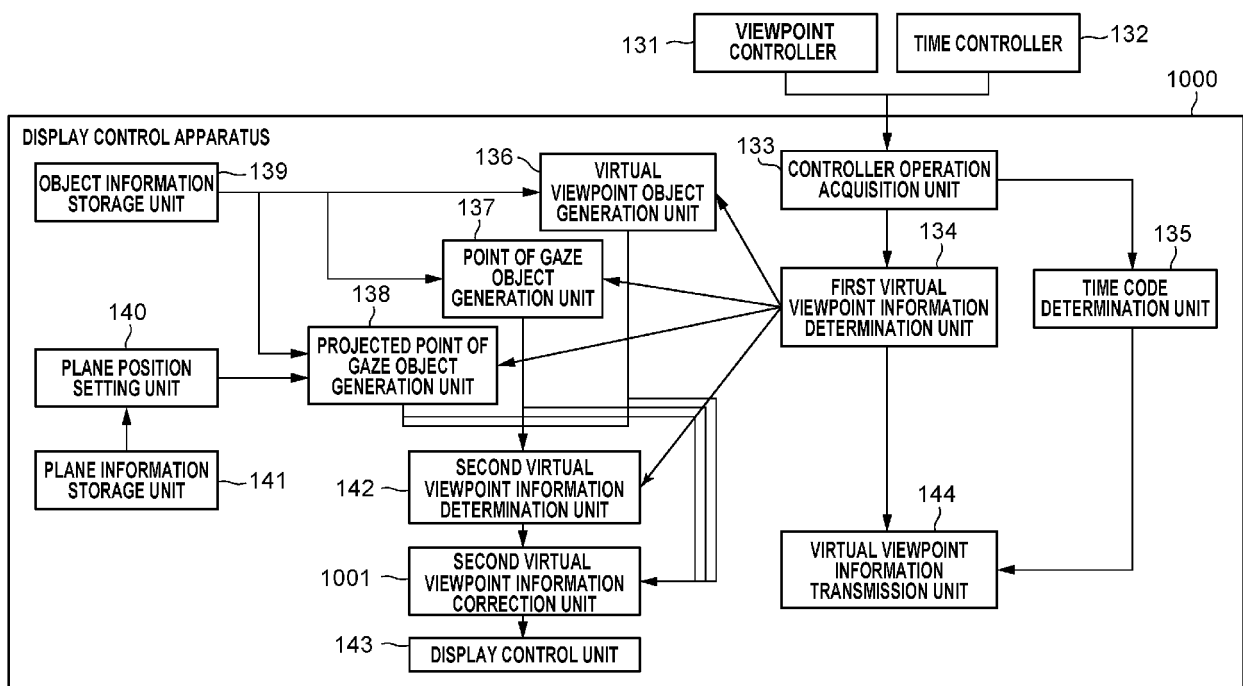 131
VIEWPOINT
CONTROLLER
TIME CONTROLLER
132
1000
DISPLAY CONTROL APPARATUS
OBJECT INFORMATION
STORAGE UNIT
139
136
VIRTUAL
VIEWPOINT OBJECT
GENERATION UNIT
133
CONTROLLER OPERATION
ACQUISITION UNIT
137
POINT OF GAZE
OBJECT
GENERATION UNIT
134
FIRST VIRTUAL
VIEWPOINT INFORMATION
DETERMINATION UNIT
135
TIME CODE
DETERMINATION UNIT
138
PROJECTED POINT OF
GAZE OBJECT
GENERATION UNIT
140
PLANE POSITION
SETTING UNIT
PLANE INFORMATION
STORAGE UNIT
141
142
SECOND VIRTUAL
VIEWPOINT INFORMATION
DETERMINATION UNIT
144
VIRTUAL VIEWPOINT
INFORMATION
TRANSMISSION UNIT
1001
SECOND VIRTUAL
VIEWPOINT INFORMATION
CORRECTION UNIT
143
DISPLAY CONTROL UNIT